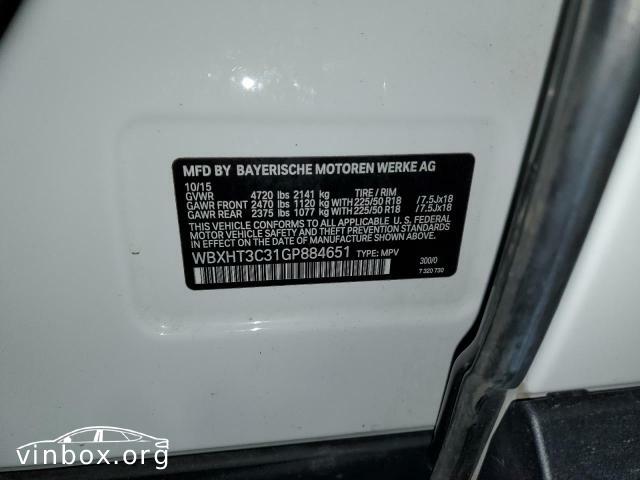 MFD BY BAYERISCHE MOTOREN WERKE AG
10/15
GVWR 4720 lbs 2141 kg TIRE / RIM
GAWR FRONT 2470 lbs 1120 kg WITH 225/50 R18 /7.5Jx18
GAWR REAR 2375 lbs 1077 kg WITH 225/50 R18 /7.5Jx18
THIS VEHICLE CONFORMS TO ALL APPLICABLE U. S. FEDERAL
MOTOR VEHICLE SAFETY, BUMPER, AND THEFT PREVENTION
STANDARDS IN EFFECT ON THE DATE OF MANUFACTURE SHOWN ABOVE.
WBXHT3C31GP884651 TYPE: MPV
300/0
7 320 730
vinbox.org